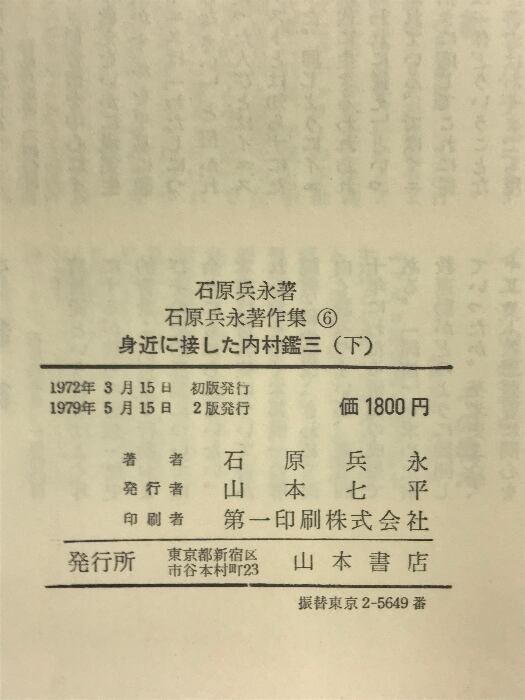 石原兵永著
石原兵永著作集 ⑥
身近に接した内村鑑三（下）
1972年 3 月 15 日 初版発行
1979年 5 月 15 日 2 版発行 価 1800 円
著者 石原兵永
発行者 山本七平
印刷者 第一印刷株式会社
発行所 東京都新宿区市谷本村町23 山本書店
振替東京 2-5649 番